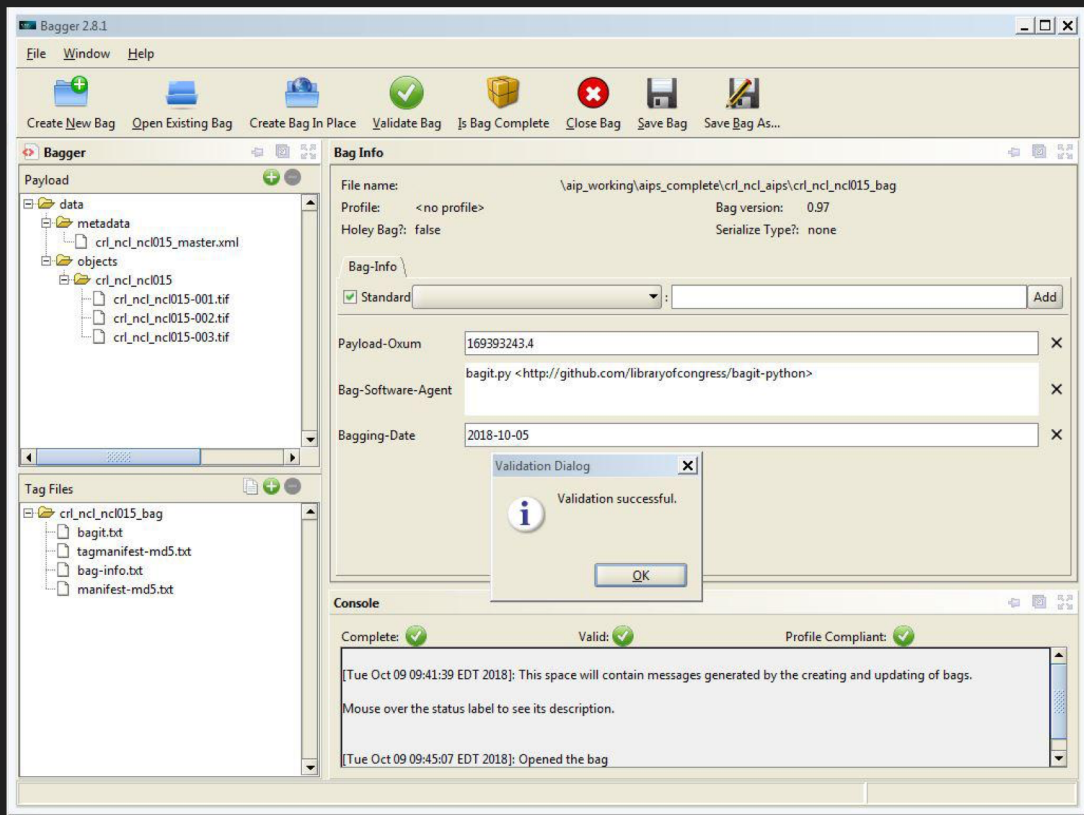 Bagger 2.8.1
File Window Help
Create New Bag Open Existing Bag Create Bag In Place Validate Bag Is Bag Complete Close Bag Save Bag Save Bag As...
Bagger
Payload
data
metadata
crl_ncl_ncl015_master.xml
objects
crl_ncl_ncl015
crl_ncl_ncl015-001.tif
crl_ncl_ncl015-002.tif
crl_ncl_ncl015-003.tif
Tag Files
crl_ncl_ncl015_bag
bagit.txt
tagmanifest-md5.txt
bag-info.txt
manifest-md5.txt
Bag Info
File name: \aip_working\aips_complete\crl_ncl_aips\crl_ncl_ncl015_bag
Profile: <no profile> Bag version: 0.97
Holey Bag?: false Serialize Type?: none
Bag-Info
Standard : Add
Payload-Oxum 169393243.4
Bag-Software-Agent bagit.py <http://github.com/libraryofcongress/bagit-python>
Bagging-Date 2018-10-05
Validation Dialog
Validation successful.
OK
Console
Complete: Valid: Profile Compliant:
[Tue Oct 09 09:41:39 EDT 2018]: This space will contain messages generated by the creating and updating of bags.
Mouse over the status label to see its description.
[Tue Oct 09 09:45:07 EDT 2018]: Opened the bag